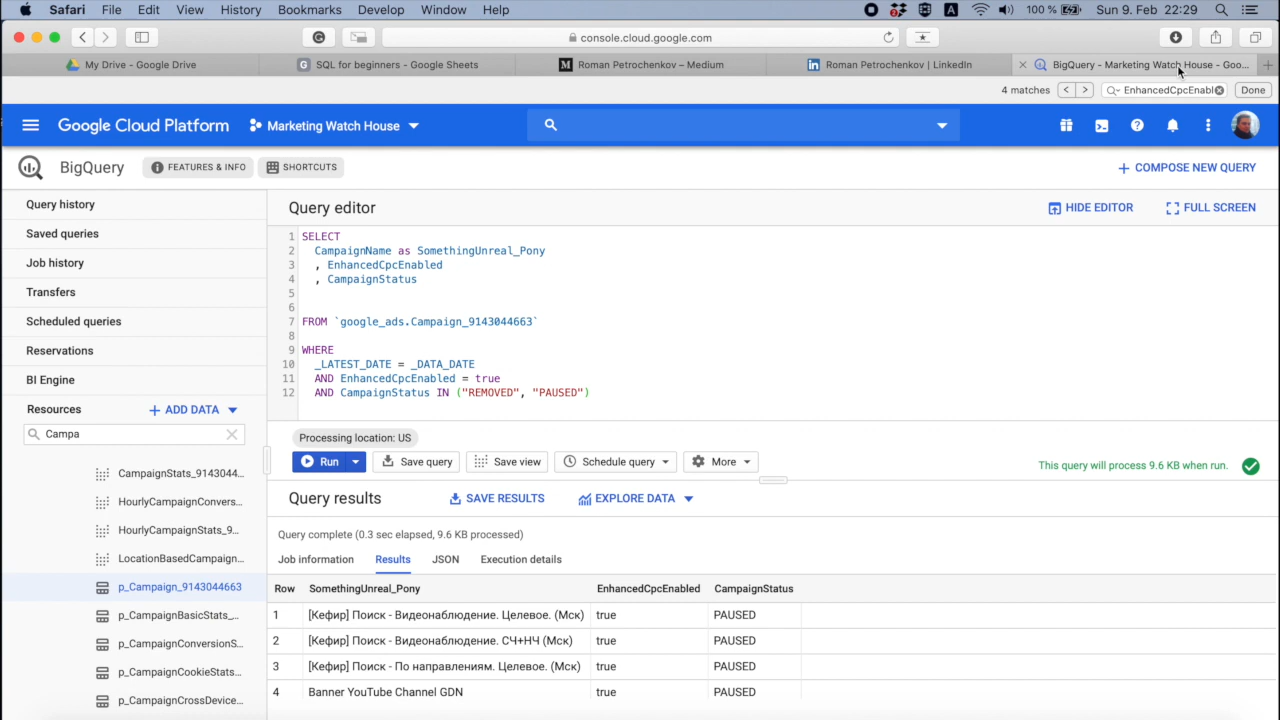 Safari File Edit View History Bookmarks Develop Window Help 2 A 100 % Sun 9. Feb 22:29
console.cloud.google.com
My Drive - Google Drive SQL for beginners - Google Sheets Roman Petrochenkov – Medium Roman Petrochenkov | LinkedIn BigQuery - Marketing Watch House - Goo...
4 matches < > EnhancedCpcEnabl Done
Google Cloud Platform Marketing Watch House
BigQuery FEATURES & INFO SHORTCUTS + COMPOSE NEW QUERY
Query history
Saved queries
Job history
Transfers
Scheduled queries
Reservations
BI Engine
Resources + ADD DATA
Campa
CampaignStats_9143044...
HourlyCampaignConvers...
HourlyCampaignStats_9...
LocationBasedCampaign...
p_Campaign_9143044663
p_CampaignBasicStats_...
p_CampaignConversionS...
p_CampaignCookieStats...
p_CampaignCrossDevice...
Query editor HIDE EDITOR FULL SCREEN
1 SELECT
2 CampaignName as SomethingUnreal_Pony
3 , EnhancedCpcEnabled
4 , CampaignStatus
5
6
7 FROM `google_ads.Campaign_9143044663`
8
9 WHERE
10 _LATEST_DATE = _DATA_DATE
11 AND EnhancedCpcEnabled = true
12 AND CampaignStatus IN ("REMOVED", "PAUSED")
Processing location: US
Run Save query Save view Schedule query More This query will process 9.6 KB when run.
Query results SAVE RESULTS EXPLORE DATA
Query complete (0.3 sec elapsed, 9.6 KB processed)
Job information Results JSON Execution details
Row SomethingUnreal_Pony EnhancedCpcEnabled CampaignStatus
1 [Кефир] Поиск - Видеонаблюдение. Целевое. (Мск) true PAUSED
2 [Кефир] Поиск - Видеонаблюдение. СЧ+НЧ (Мск) true PAUSED
3 [Кефир] Поиск - По направлениям. Целевое. (Мск) true PAUSED
4 Banner YouTube Channel GDN true PAUSED